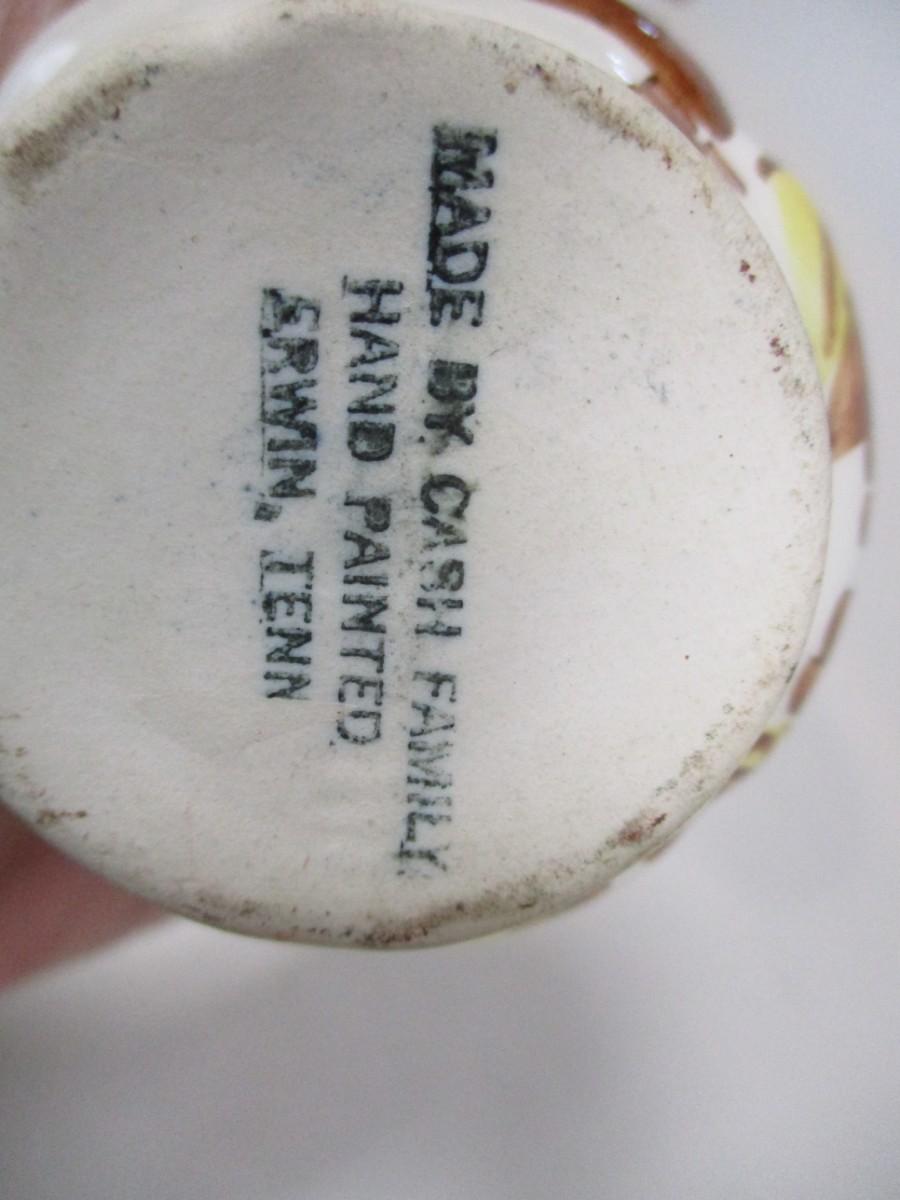 MADE BY CASH FAMILY
HAND PAINTED
ERWIN, TENN